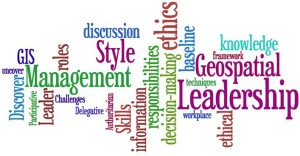 discussion
ethics
GIS
roles
Style
baseline
knowledge
uncover
Management
framework
Geospatial
Discover
Participative
Leader
Challenges
Delegative
Authoritarian
Skills
information
responsibilities
decision-making
techniques
Leadership
workplace
ethical